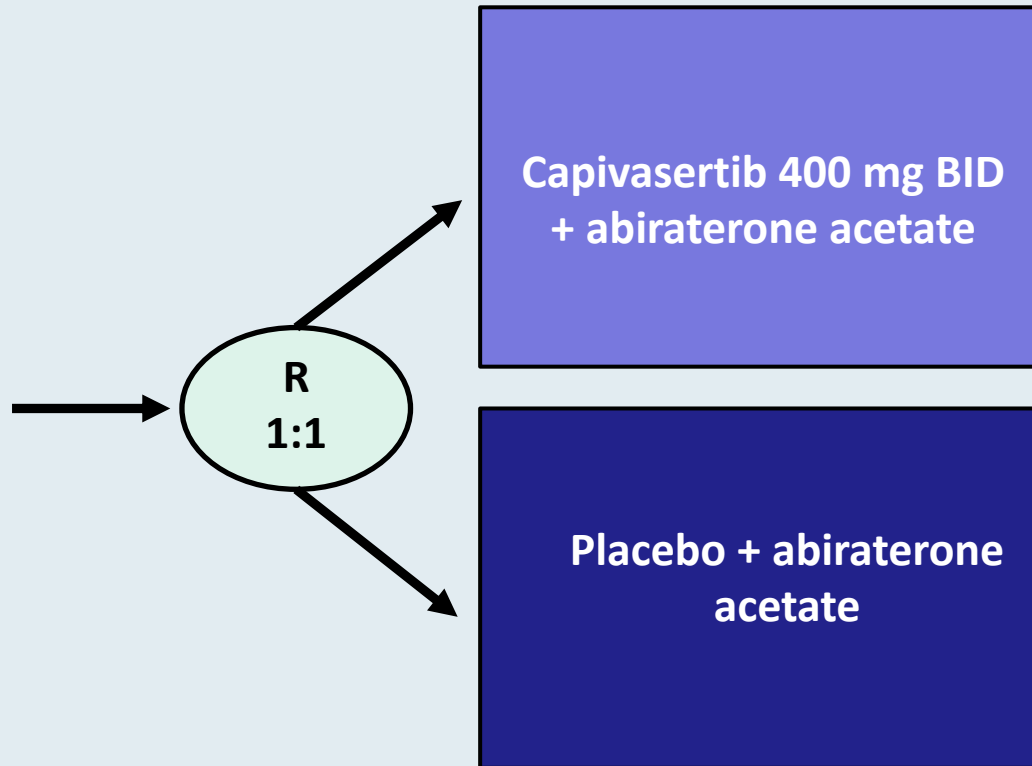 Capivasertib 400 mg BID
+ abiraterone acetate
R
1:1
Placebo + abiraterone
acetate